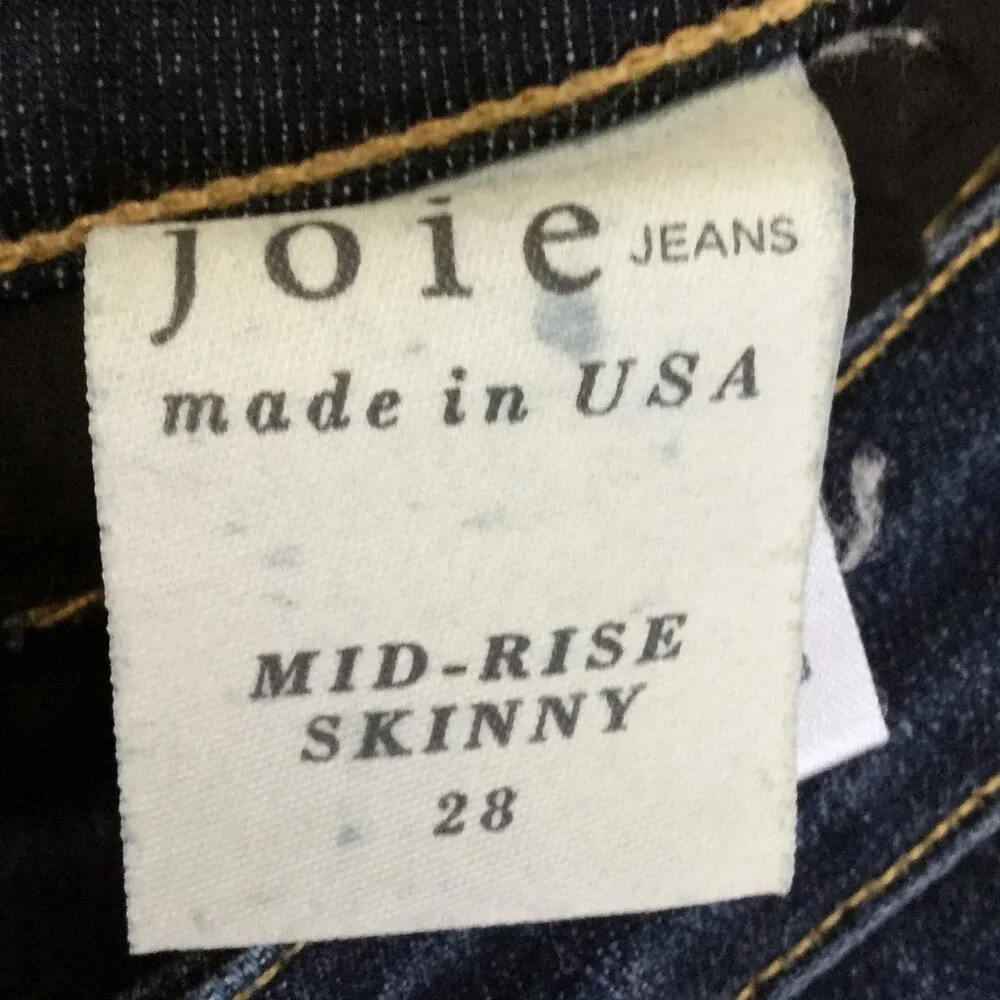 Joie JEANS
made in USA
MID-RISE
SKINNY
28